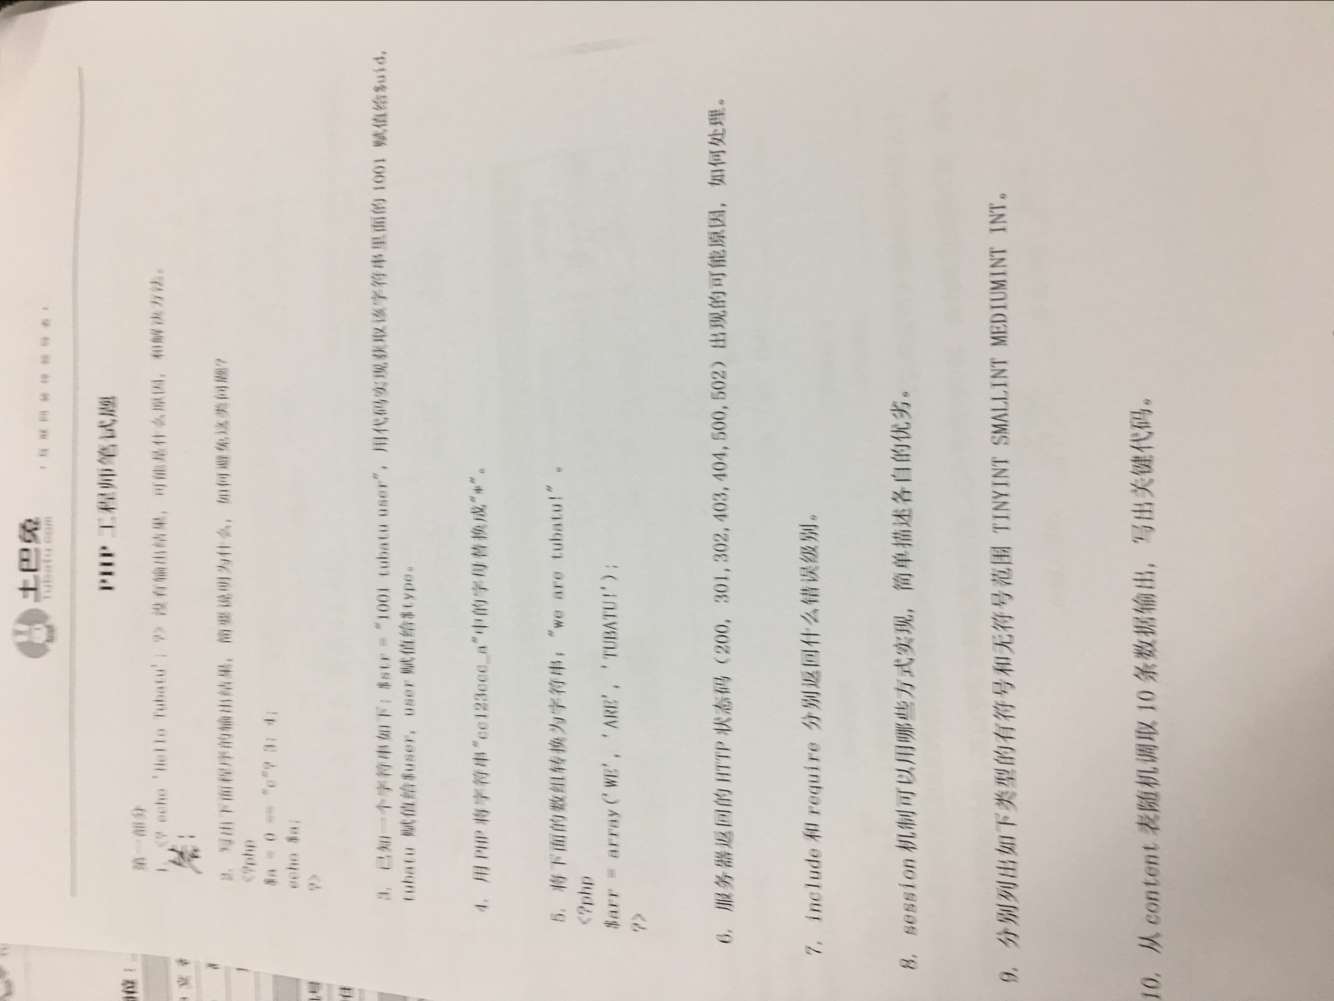 土巴兔
Tubatu.com
PHP 工程师笔试题
第一部分
1. <? echo 'Hello Tubatu'; ?> 没有输出结果, 可能是什么原因, 和解决方法。
答:
2. 写出下面程序的输出结果, 简要说明为什么, 如何避免这类问题?
<?php
$a = 0 == "c"? 3: 4;
echo $a;
?>
3. 已知一个字符串如下: $str = "1001 tubatu user", 用代码实现获取该字符串里面的 1001 赋值给$uid,
tubatu 赋值给$user, user 赋值给$type。
4. 用 PHP 将字符串"cc123ccc_a"中的字母替换成"*"。
5. 将下面的数组转换为字符串: "we are tubatu!" 。
<?php
$arr = array('WE', 'ARE', 'TUBATU!');
?>
6. 服务器返回的 HTTP 状态码 (200, 301,302,403,404,500,502) 出现的可能原因, 如何处理。
7. include 和 require 分别返回什么错误级别。
8. session 机制可以用哪些方式实现, 简单描述各自的优劣。
9. 分别列出如下类型的有符号和无符号范围 TINYINT SMALLINT MEDIUMINT INT。
10. 从 content 表随机调取 10 条数据输出, 写出关键代码。